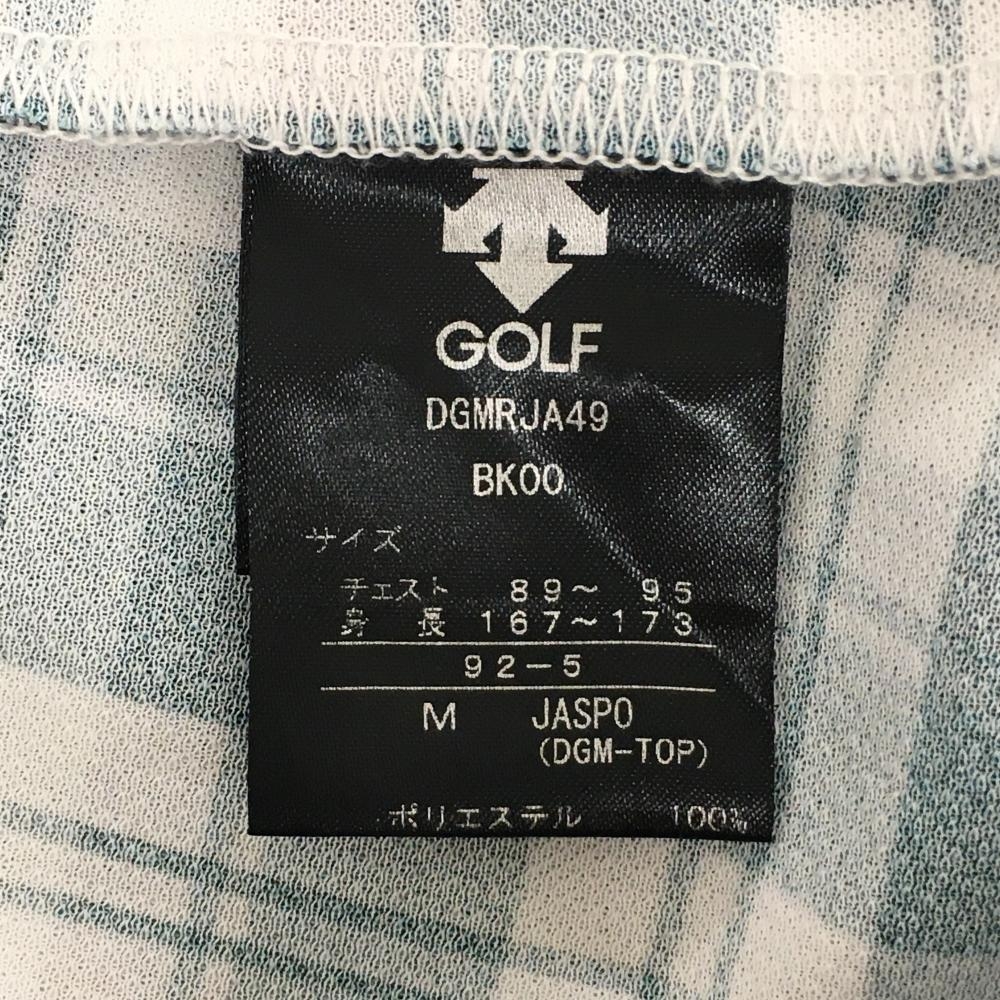 GOLF
DGMRJA49
BK00
サイズ
チェスト 89～ 95
身 長 167～173
92-5
M JASPO
(DGM-TOP)
ポリエステル 100%